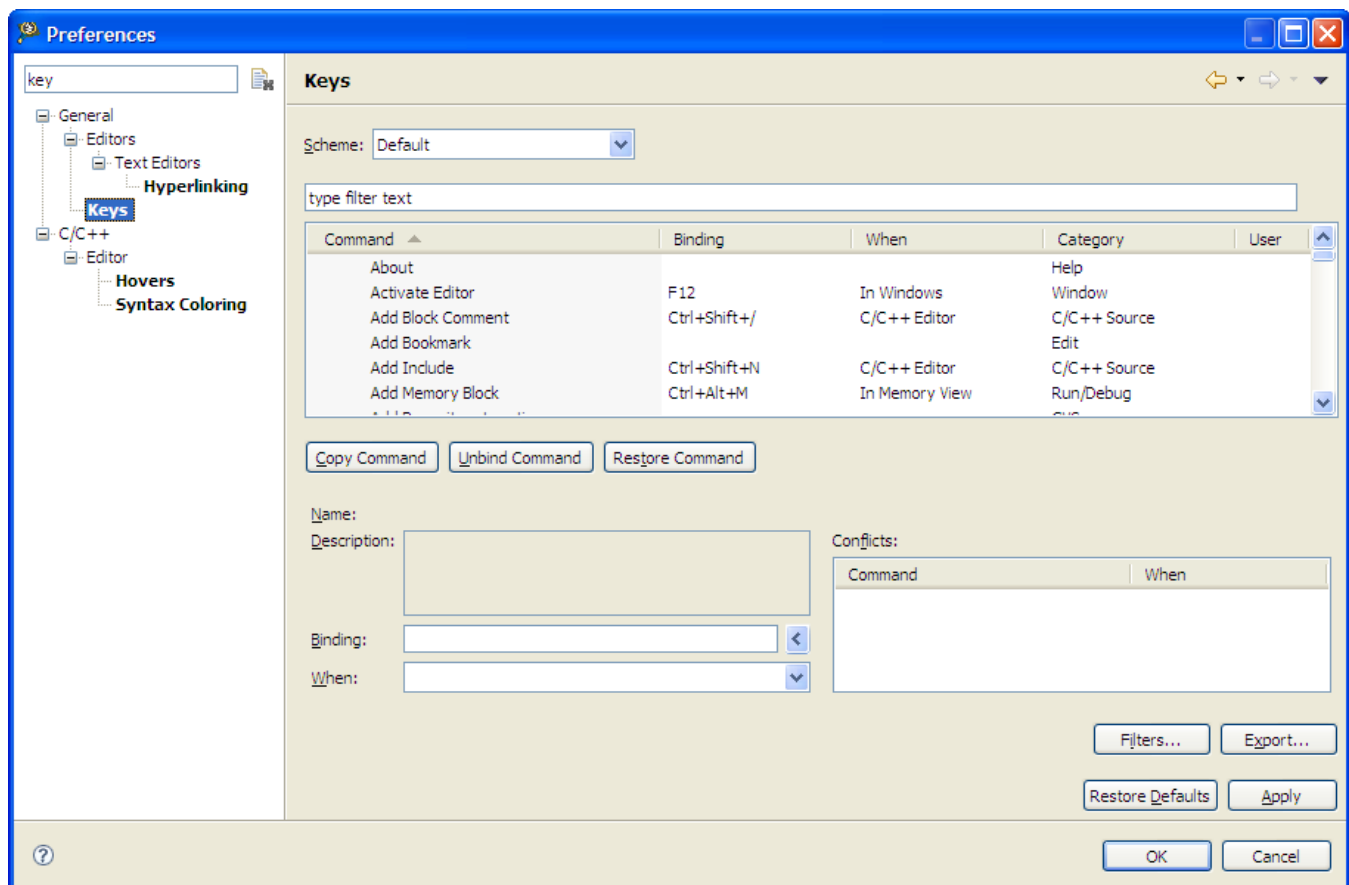 Preferences
key
General
Editors
Text Editors
Hyperlinking
Keys
C/C++
Editor
Hovers
Syntax Coloring
Keys
Scheme: Default
type filter text
Command Binding When Category User
About Help
Activate Editor F12 In Windows Window
Add Block Comment Ctrl+Shift+/ C/C++ Editor C/C++ Source
Add Bookmark Edit
Add Include Ctrl+Shift+N C/C++ Editor C/C++ Source
Add Memory Block Ctrl+Alt+M In Memory View Run/Debug
Copy Command Unbind Command Restore Command
Name:
Description:
Binding:
When:
Conflicts:
Command When
Filters... Export...
Restore Defaults Apply
OK Cancel